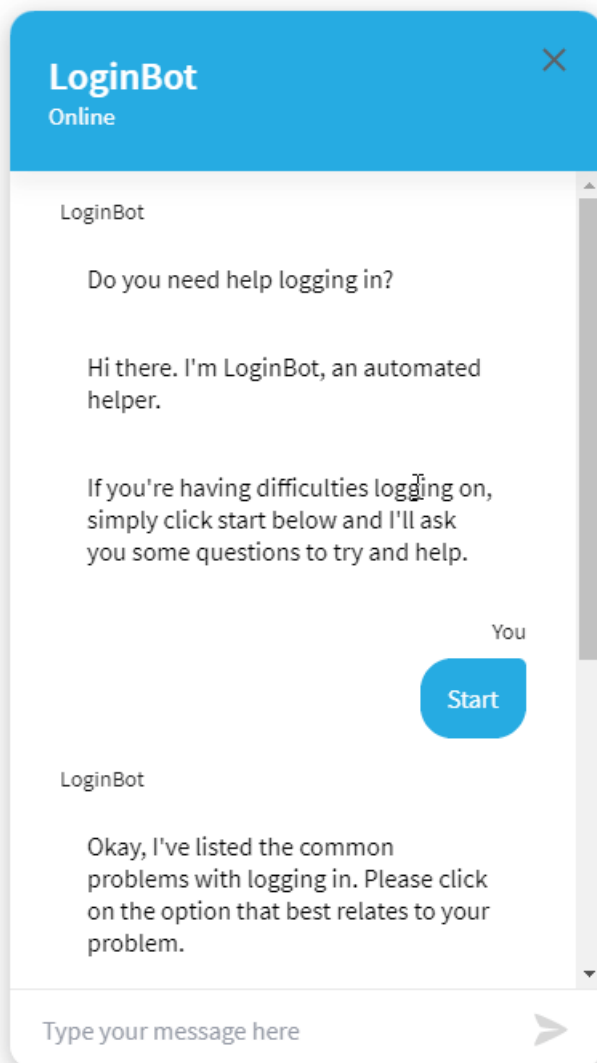 LoginBot
Online
LoginBot
Do you need help logging in?
Hi there. I'm LoginBot, an automated
helper.
If you're having difficulties logging on,
simply click start below and I'll ask
you some questions to try and help.
You
Start
LoginBot
Okay, I've listed the common
problems with logging in. Please click
on the option that best relates to your
problem.
Type your message here